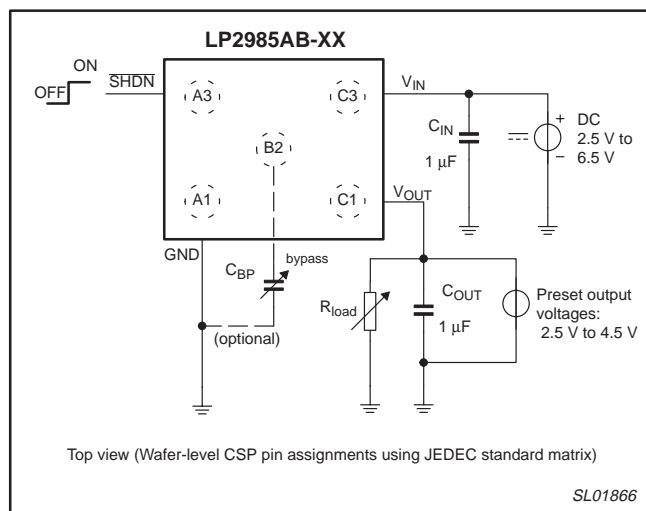 LP2985AB-XX
ON
OFF
SHDN
A3
C3
VIN
B2
A1
C1
VOUT
GND
CIN
1 μF
+ DC
2.5 V to
– 6.5 V
CBP
bypass
(optional)
Rload
COUT
1 μF
Preset output
voltages:
2.5 V to 4.5 V
Top view (Wafer-level CSP pin assignments using JEDEC standard matrix)
SL01866